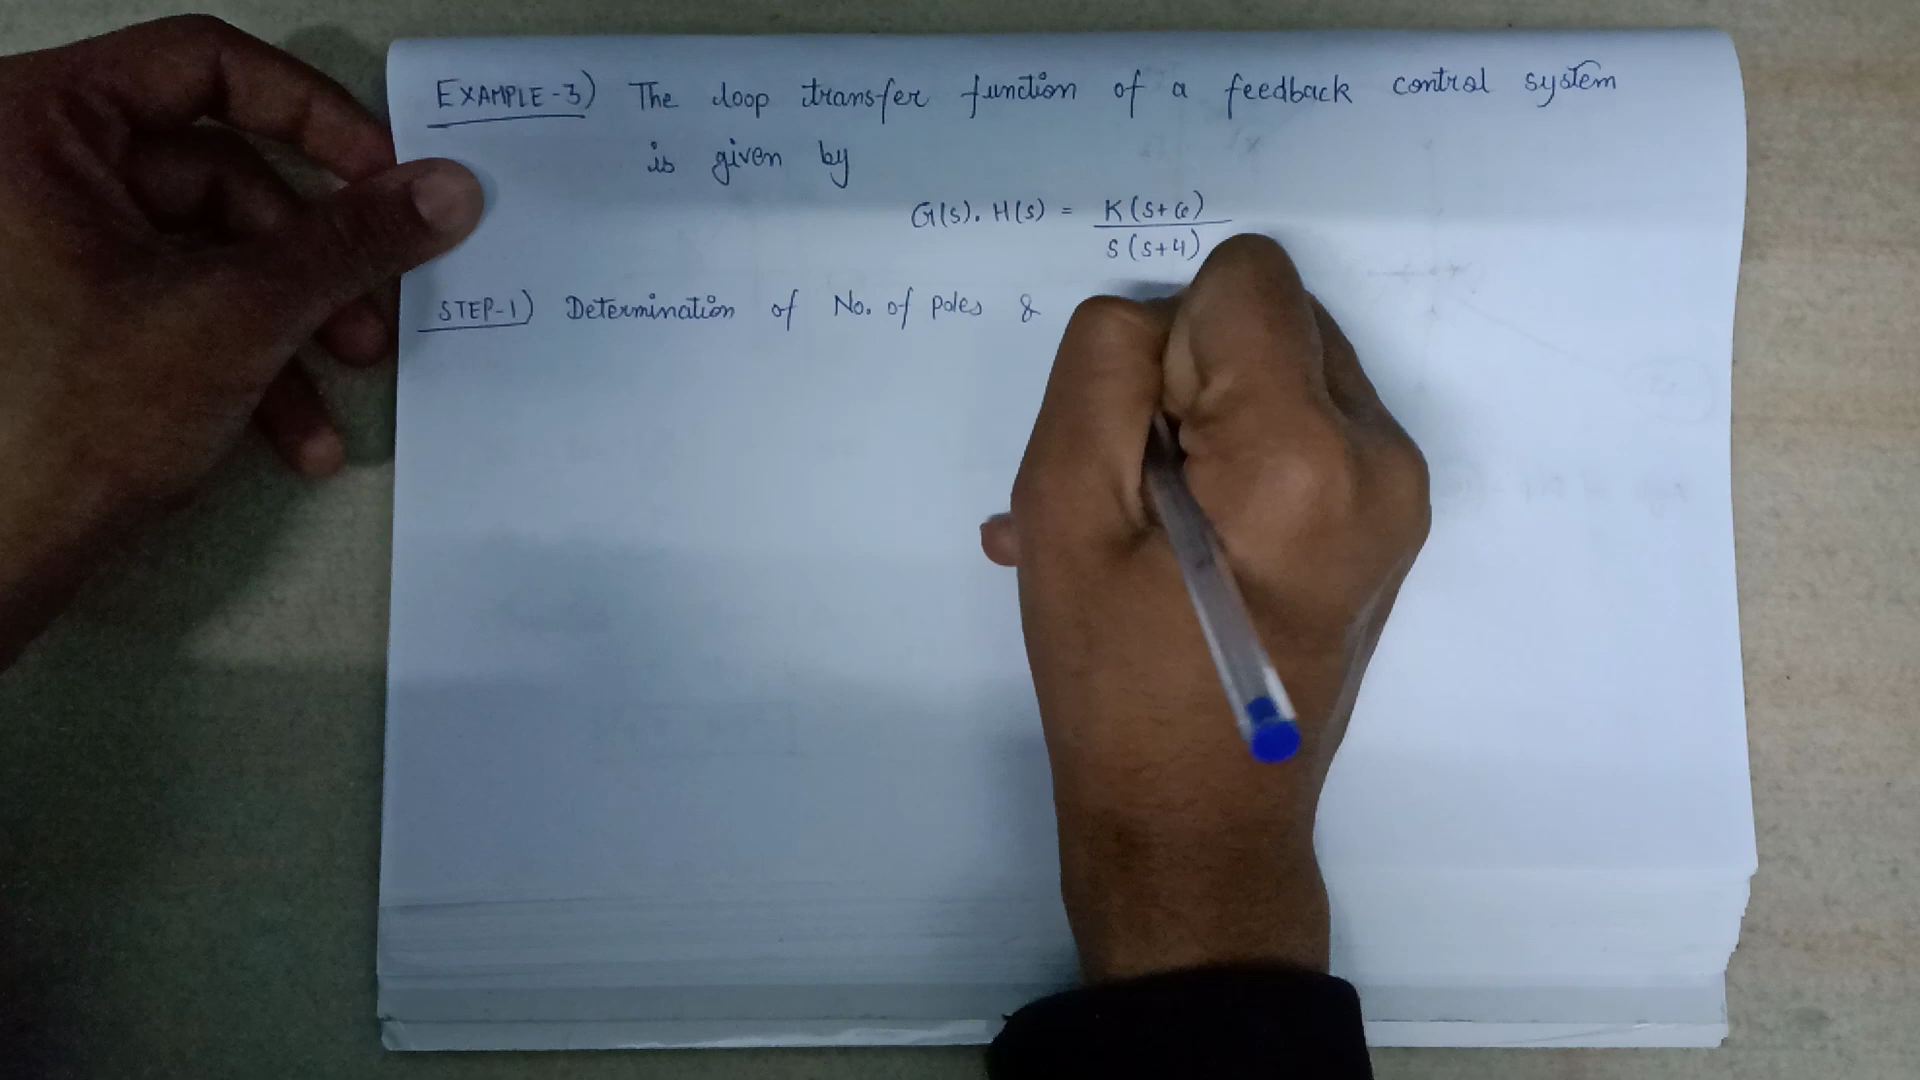 EXAMPLE-3) The loop transfer function of a feedback control system
is given by
G(s). H(s) = K(s+6)
s(s+4)
STEP-1) Determination of No. of poles &